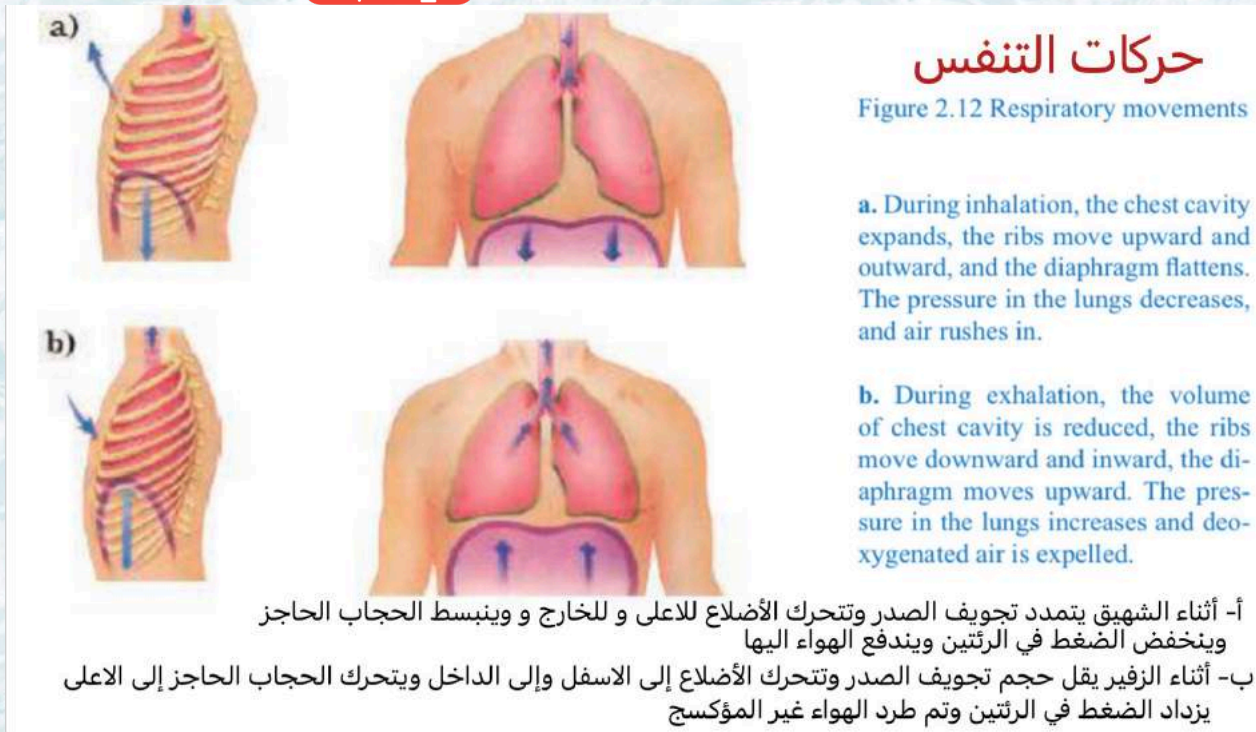 a)
حركات التنفس
Figure 2.12 Respiratory movements
a. During inhalation, the chest cavity
expands, the ribs move upward and
outward, and the diaphragm flattens.
The pressure in the lungs decreases,
and air rushes in.
b)
b. During exhalation, the volume
of chest cavity is reduced, the ribs
move downward and inward, the di-
aphragm moves upward. The pres-
sure in the lungs increases and deo-
xygenated air is expelled.
أ- أثناء الشهيق يتمدد تجويف الصدر وتتحرك الأضلاع للاعلى و للخارج و وينبسط الحجاب الحاجز
وينخفض الضغط في الرئتين ويندفع الهواء اليها
ب- أثناء الزفير يقل حجم تجويف الصدر وتتحرك الأضلاع إلى الاسفل وإلى الداخل ويتحرك الحجاب الحاجز إلى الاعلى
يزداد الضغط في الرئتين وتم طرد الهواء غير المؤكسج